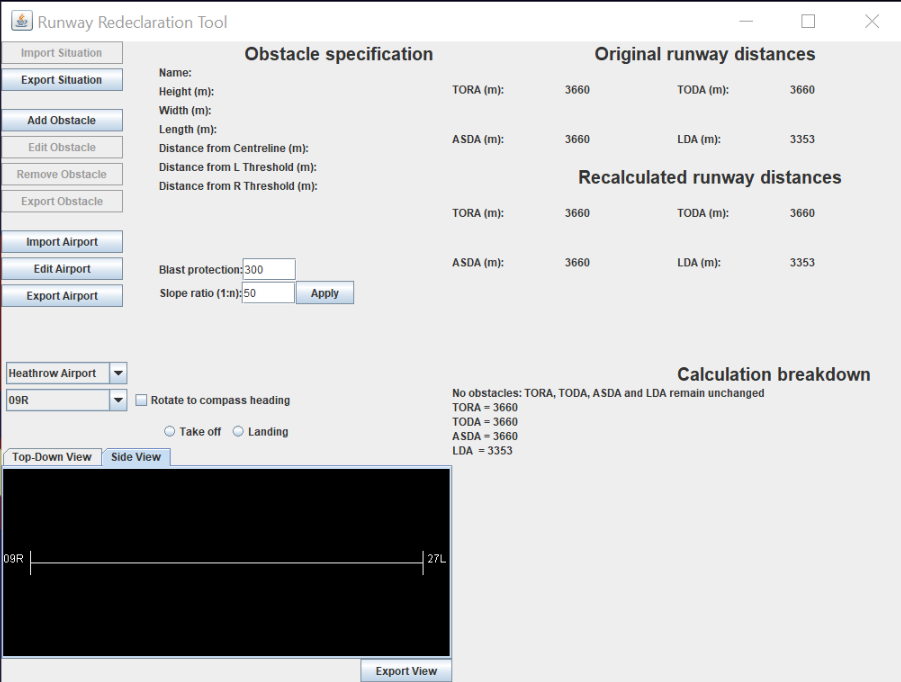 Runway Redeclaration Tool
Import Situation
Export Situation
Add Obstacle
Edit Obstacle
Remove Obstacle
Export Obstacle
Import Airport
Edit Airport
Export Airport
Obstacle specification
Name:
Height (m):
Width (m):
Length (m):
Distance from Centreline (m):
Distance from L Threshold (m):
Distance from R Threshold (m):
Blast protection: 300
Slope ratio (1:n): 50 Apply
Original runway distances
TORA (m): 3660 TODA (m): 3660
ASDA (m): 3660 LDA (m): 3353
Recalculated runway distances
TORA (m): 3660 TODA (m): 3660
ASDA (m): 3660 LDA (m): 3353
Heathrow Airport
09R Rotate to compass heading
Take off Landing
Calculation breakdown
No obstacles: TORA, TODA, ASDA and LDA remain unchanged
TORA = 3660
TODA = 3660
ASDA = 3660
LDA = 3353
Top-Down View Side View
09R 27L
Export View